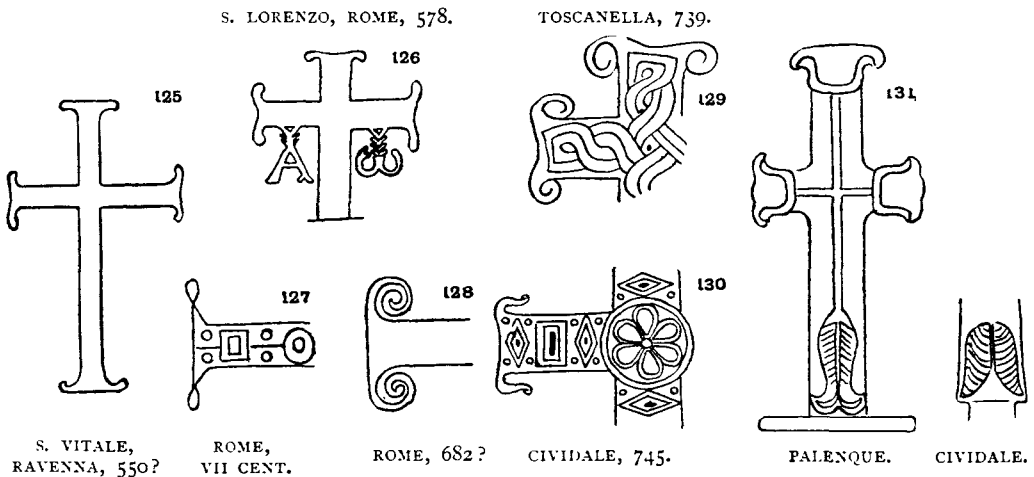 S. LORENZO, ROME, 578.
TOSCANELLA, 739.
125
126
129
131
A ω
127
128
130
S. VITALE,
RAVENNA, 550?
ROME,
VII CENT.
ROME, 682?
CIVIDALE, 745.
PALENQUE.
CIVIDALE.